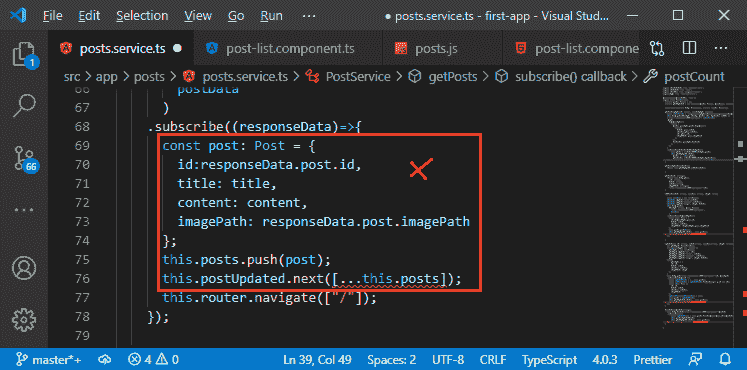 File Edit Selection View Go Run ... posts.service.ts - first-app - Visual Stud...
posts.service.ts post-list.component.ts posts.js post-list.compone
src > app > posts > posts.service.ts > PostService > getPosts > subscribe() callback > postCount
66 postData
67 )
68 .subscribe((responseData)=>{
69 const post: Post = {
70 id:responseData.post.id,
71 title: title,
72 content: content,
73 imagePath: responseData.post.imagePath
74 };
75 this.posts.push(post);
76 this.postUpdated.next([...this.posts]);
77 this.router.navigate(["/"]);
78 });
79
1
66
master*+ 4 0 Ln 39, Col 49 Spaces: 2 UTF-8 CRLF TypeScript 4.0.3 Prettier